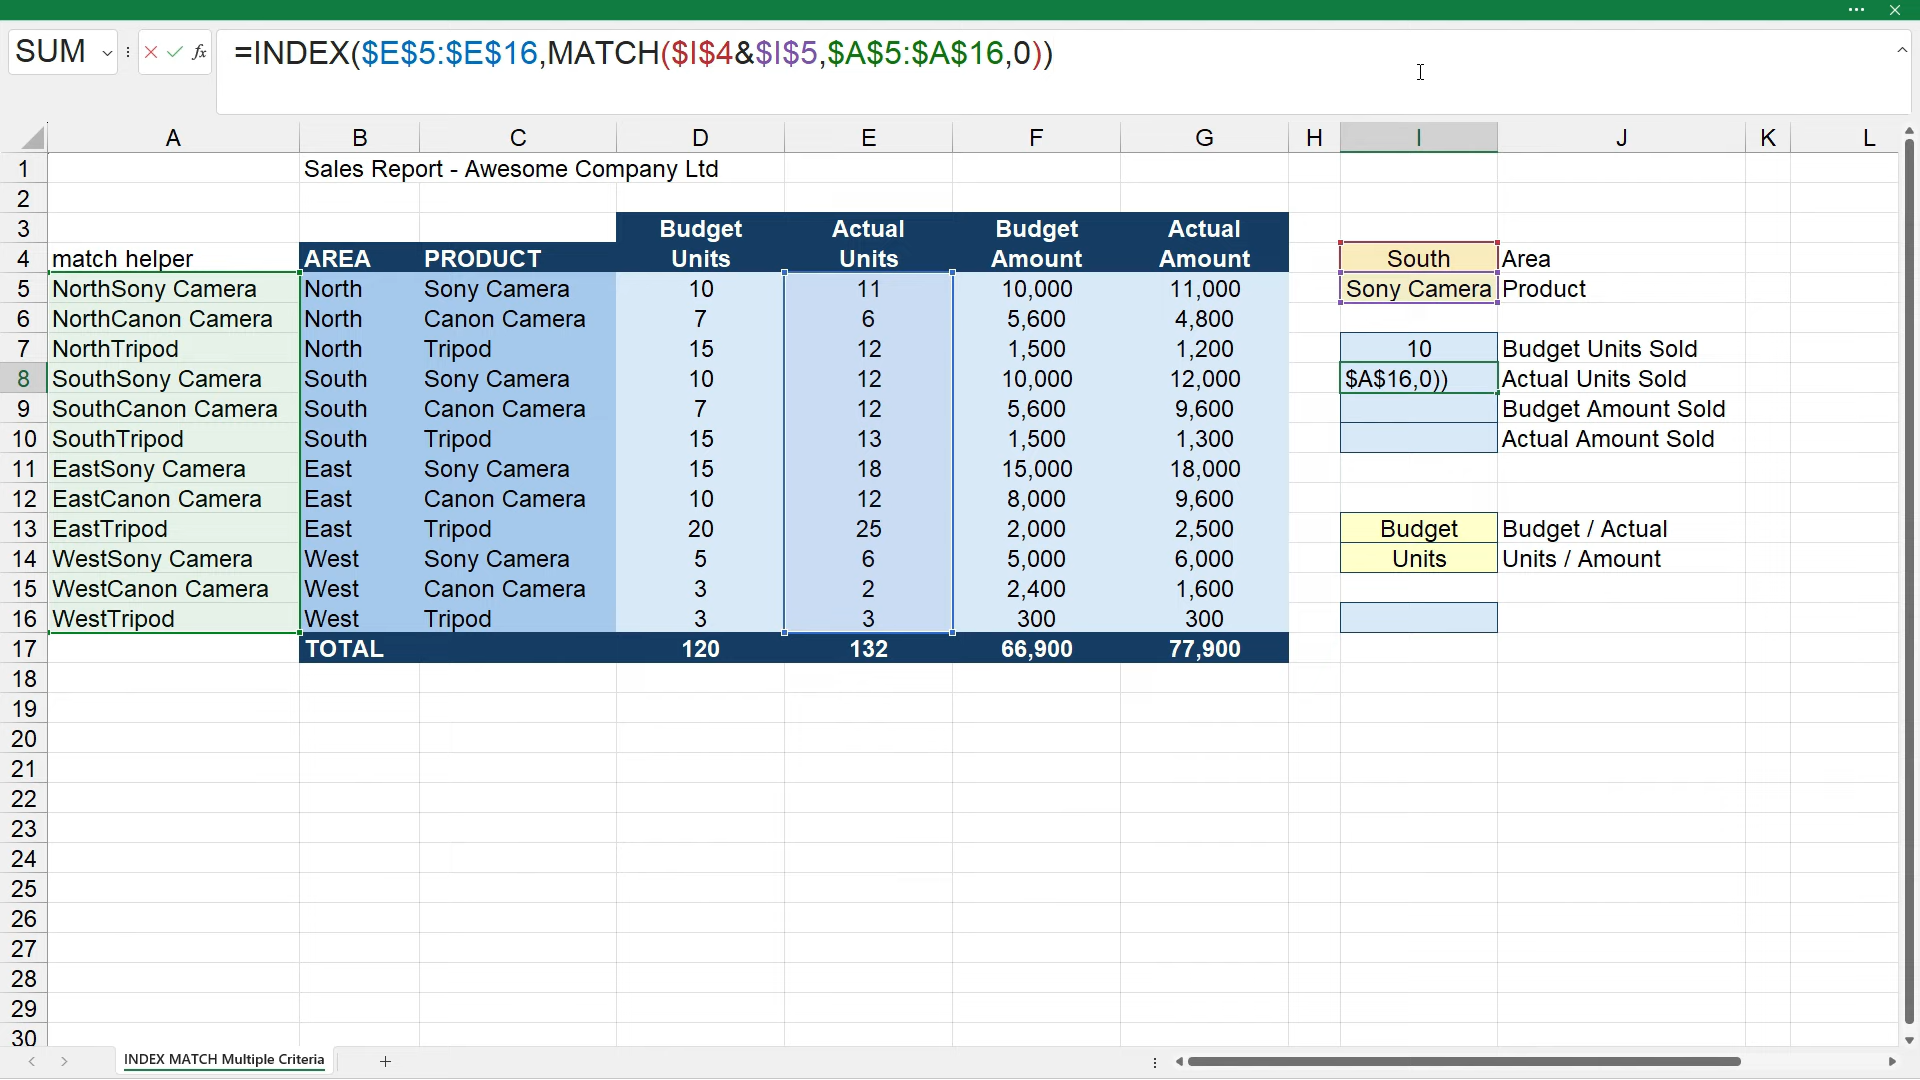 SUM
fx
=INDEX($E$5:$E$16,MATCH($I$4&$I$5,$A$5:$A$16,0))
A B C D E F G H I J K L
1 Sales Report - Awesome Company Ltd
2
3 Budget Actual Budget Actual
4 match helper AREA PRODUCT Units Units Amount Amount South Area
5 NorthSony Camera North Sony Camera 10 11 10,000 11,000 Sony Camera Product
6 NorthCanon Camera North Canon Camera 7 6 5,600 4,800
7 NorthTripod North Tripod 15 12 1,500 1,200 10 Budget Units Sold
8 SouthSony Camera South Sony Camera 10 12 10,000 12,000 $A$16,0)) Actual Units Sold
9 SouthCanon Camera South Canon Camera 7 12 5,600 9,600 Budget Amount Sold
10 SouthTripod South Tripod 15 13 1,500 1,300 Actual Amount Sold
11 EastSony Camera East Sony Camera 15 18 15,000 18,000
12 EastCanon Camera East Canon Camera 10 12 8,000 9,600
13 EastTripod East Tripod 20 25 2,000 2,500 Budget Budget / Actual
14 WestSony Camera West Sony Camera 5 6 5,000 6,000 Units Units / Amount
15 WestCanon Camera West Canon Camera 3 2 2,400 1,600
16 WestTripod West Tripod 3 3 300 300
17 TOTAL 120 132 66,900 77,900
18
19
20
21
22
23
24
25
26
27
28
29
30
INDEX MATCH Multiple Criteria